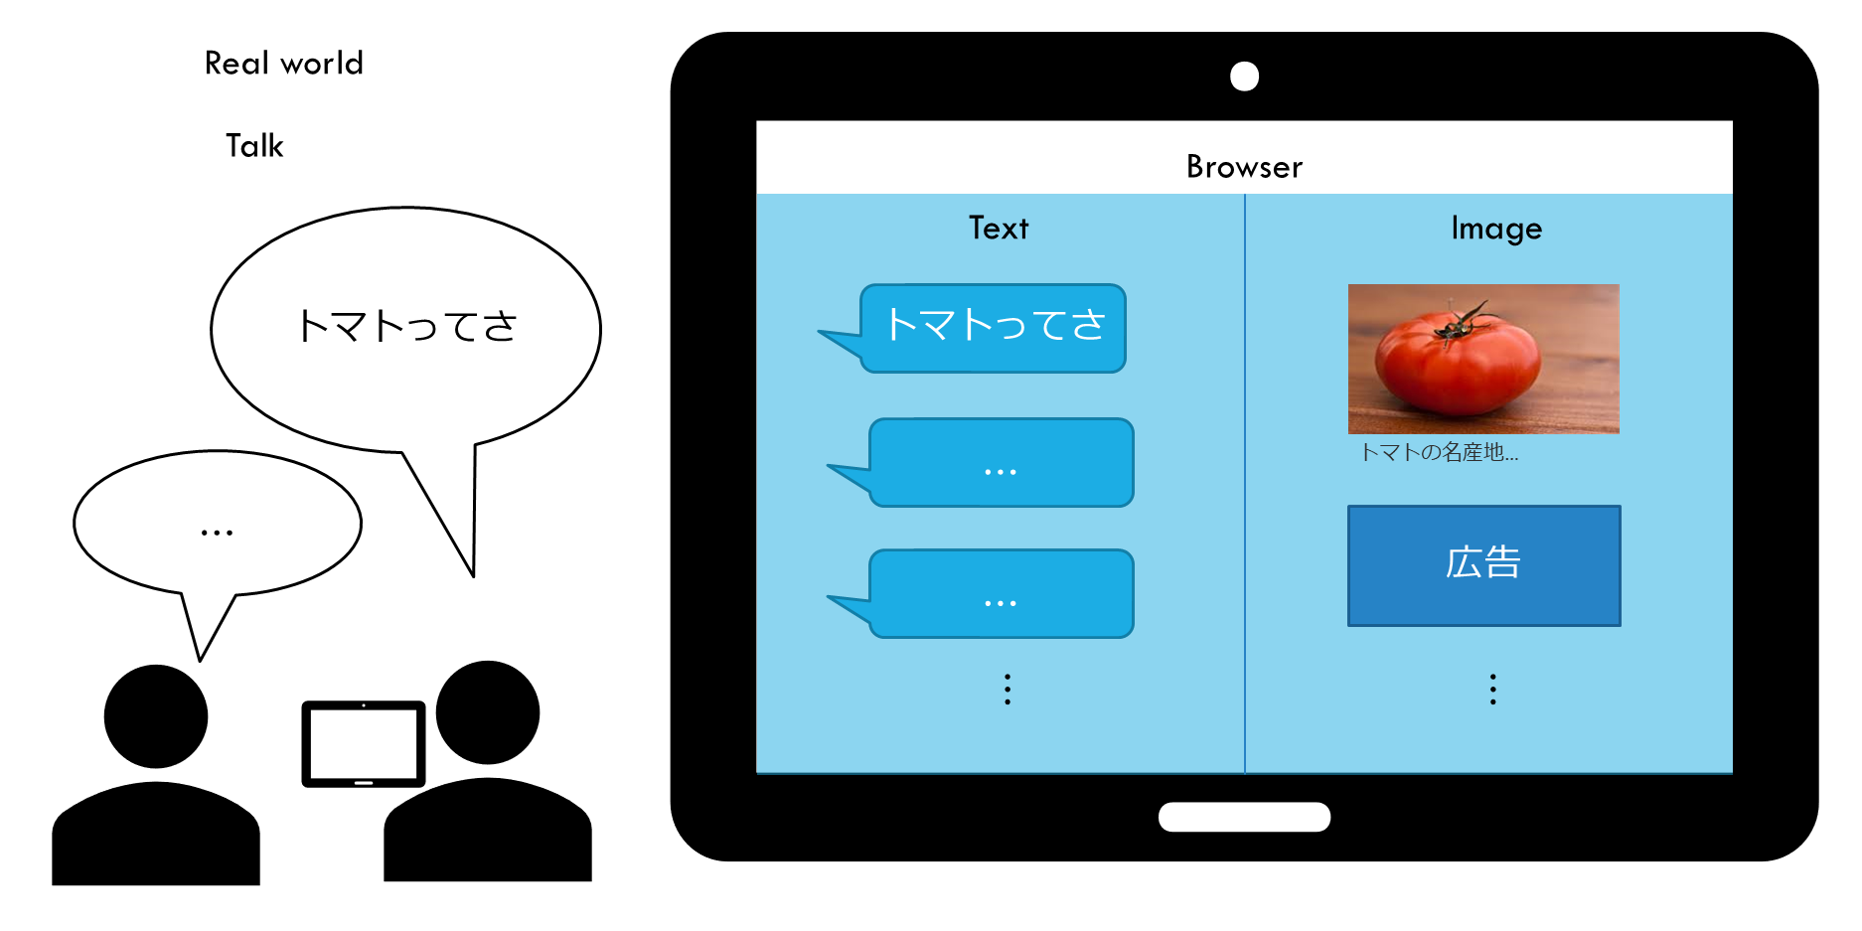 Real world
Talk
トマトってさ
...
Browser
Text
トマトってさ
...
...
⋮
Image
トマトの名産地...
広告
⋮